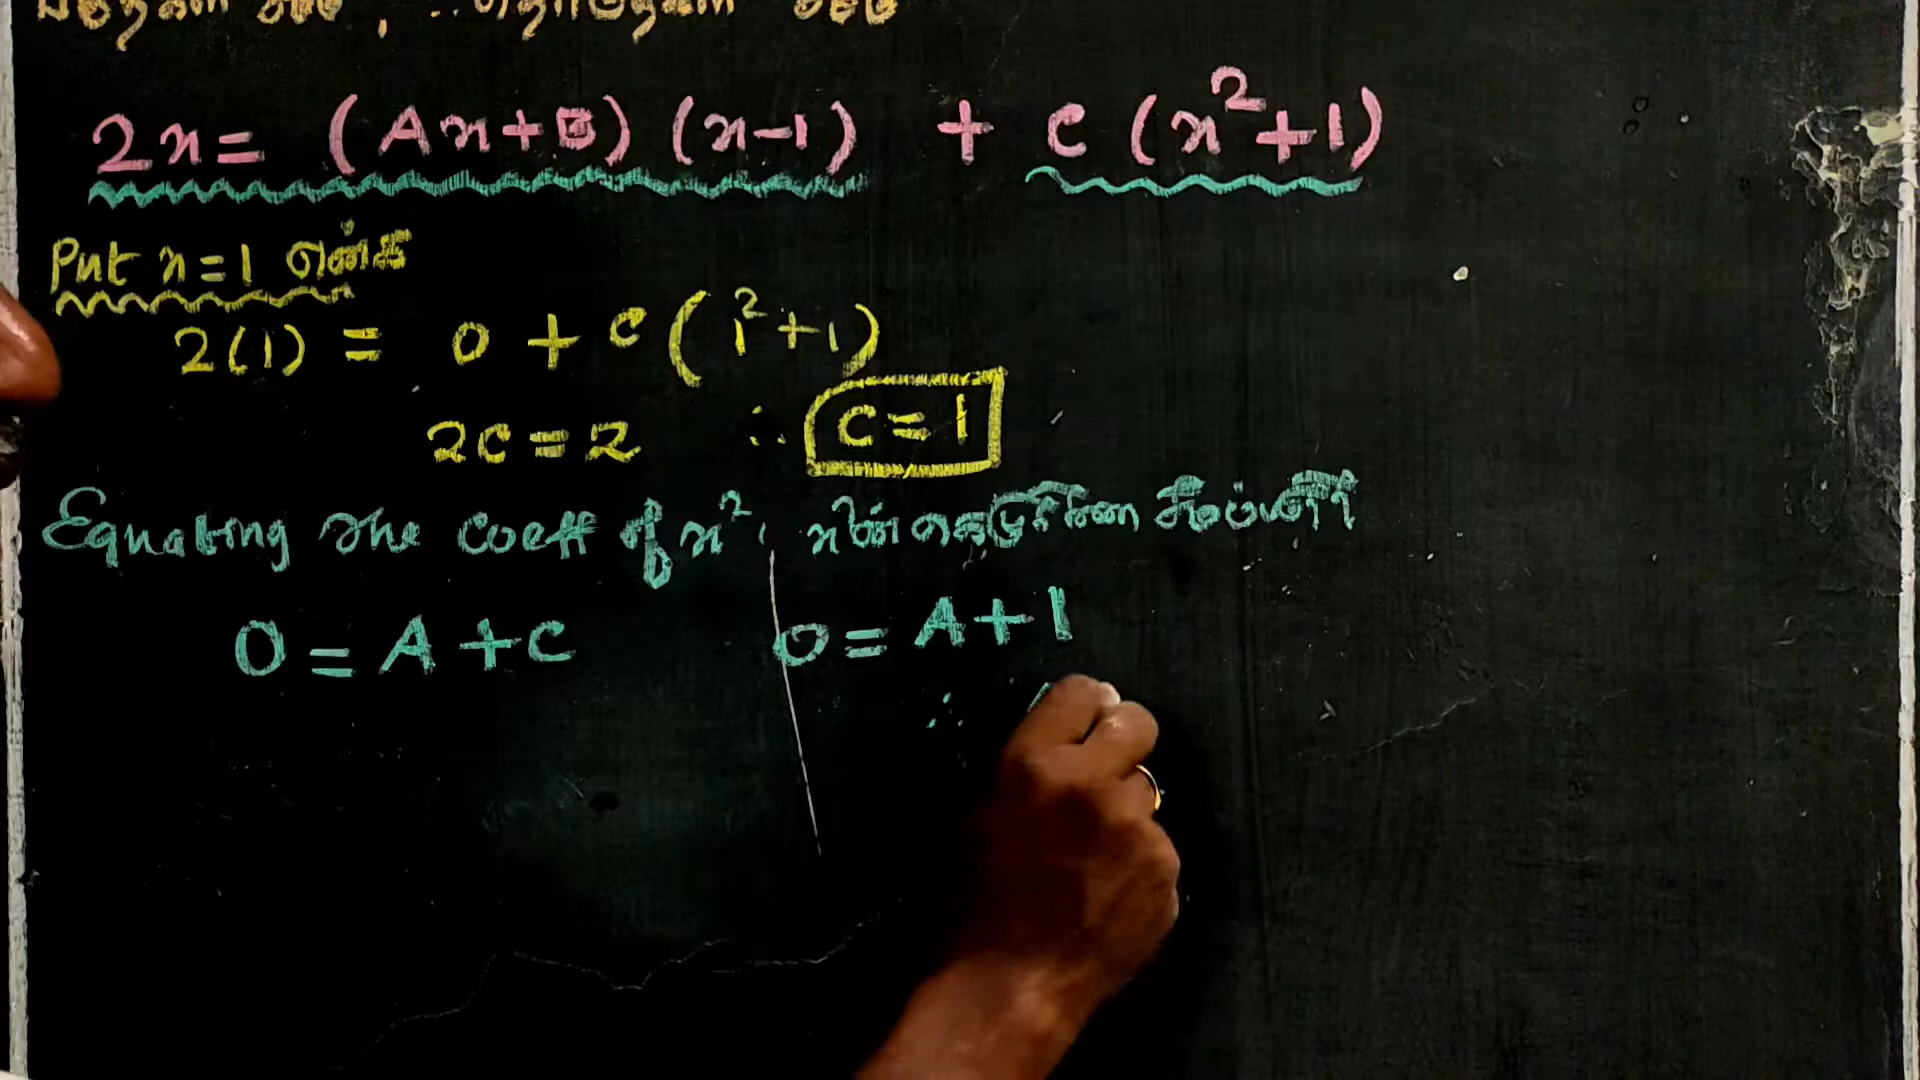 2x = (Ax+B) (x-1) + C (x²+1)
Put x=1 என்க
2(1) = 0 + C ( 1² + 1 )
2C = 2 ∴ C = 1
Equating the coeff of x²,
0 = A + C 0 = A + 1
∴